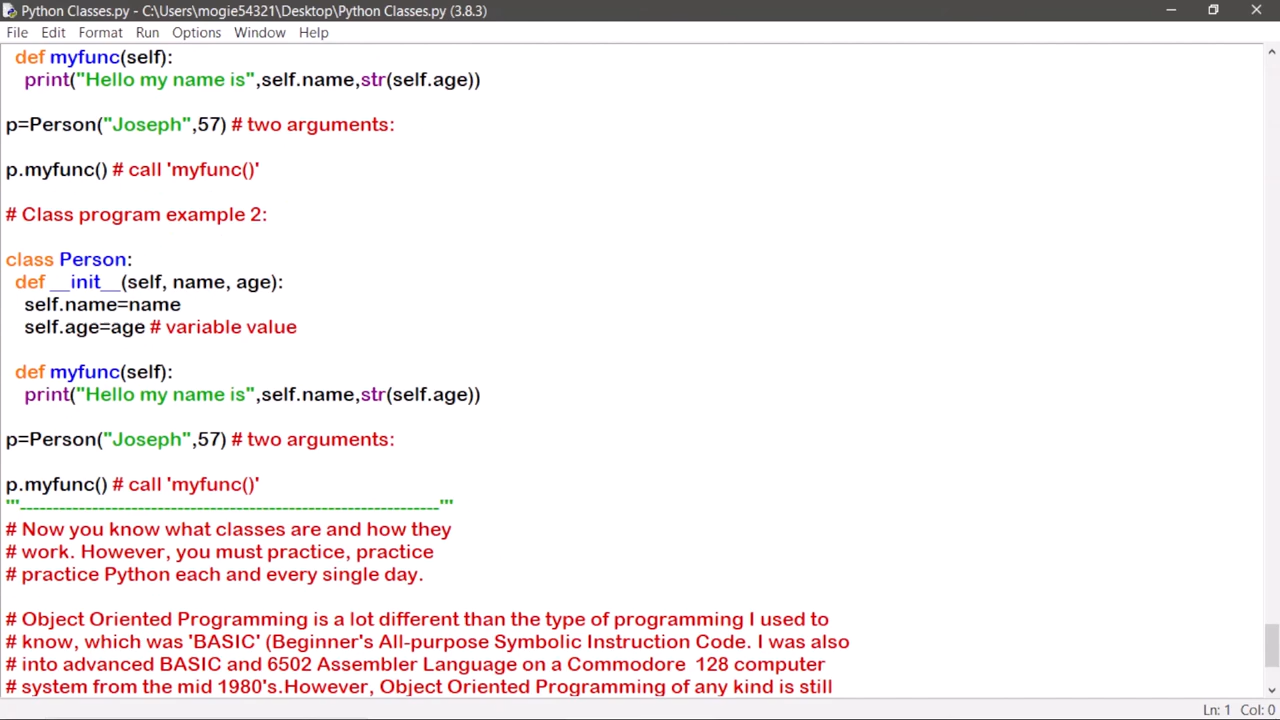 Python Classes.py - C:\Users\mogie54321\Desktop\Python Classes.py (3.8.3)
File Edit Format Run Options Window Help
def myfunc(self):
print("Hello my name is",self.name,str(self.age))
p=Person("Joseph",57) # two arguments:
p.myfunc() # call 'myfunc()'
# Class program example 2:
class Person:
def __init__(self, name, age):
self.name=name
self.age=age # variable value
def myfunc(self):
print("Hello my name is",self.name,str(self.age))
p=Person("Joseph",57) # two arguments:
p.myfunc() # call 'myfunc()'
'''----------------------------------------------------------------'''
# Now you know what classes are and how they
# work. However, you must practice, practice
# practice Python each and every single day.
# Object Oriented Programming is a lot different than the type of programming I used to
# know, which was 'BASIC' (Beginner's All-purpose Symbolic Instruction Code. I was also
# into advanced BASIC and 6502 Assembler Language on a Commodore  128 computer
# system from the mid 1980's.However, Object Oriented Programming of any kind is still
Ln: 1 Col: 0